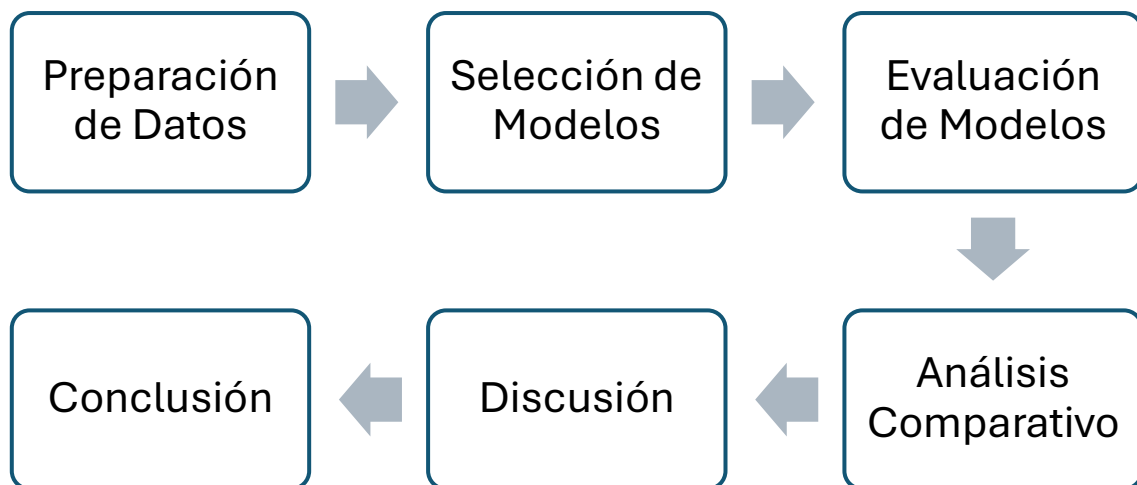 Preparación
de Datos
Selección de
Modelos
Evaluación
de Modelos
Análisis
Comparativo
Discusión
Conclusión